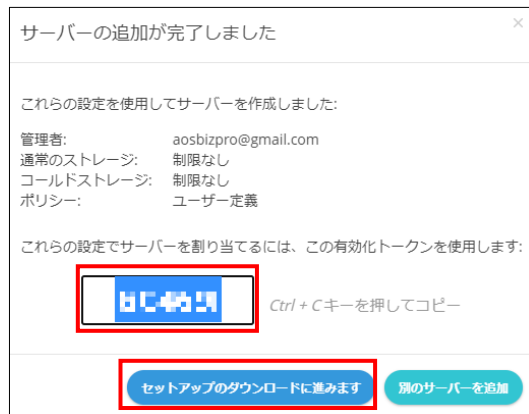 サーバーの追加が完了しました
×
これらの設定を使用してサーバーを作成しました:
管理者: aosbizpro@gmail.com
通常のストレージ: 制限なし
コールドストレージ: 制限なし
ポリシー: ユーザー定義
これらの設定でサーバーを割り当てるには、この有効化トークンを使用します:
Ctrl + C キーを押してコピー
セットアップのダウンロードに進みます 別のサーバーを追加